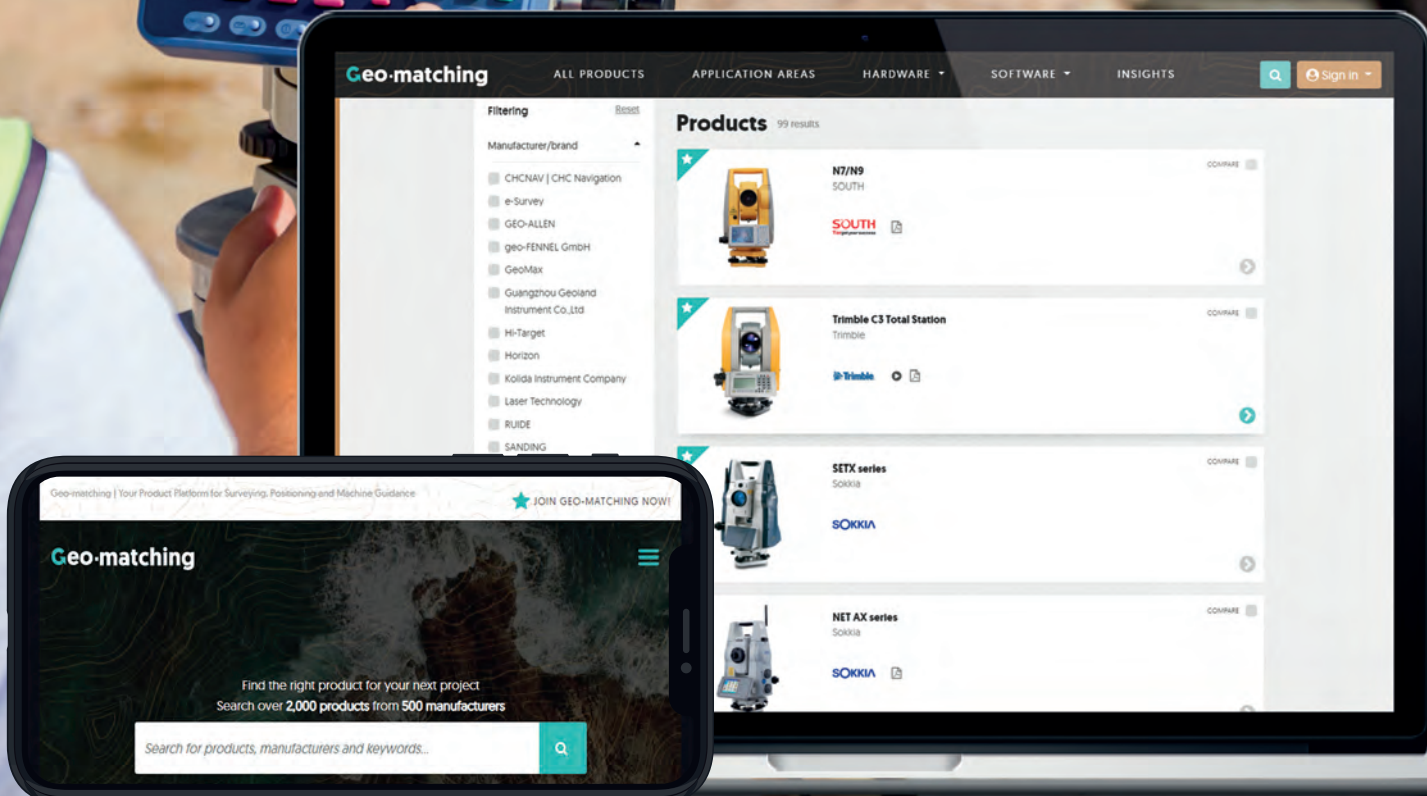 Geo-matching
ALL PRODUCTS
APPLICATION AREAS
HARDWARE
SOFTWARE
INSIGHTS
Sign in
Filtering
Reset
Manufacturer/brand
CHCNAV | CHC Navigation
e-Survey
GEO-ALLEN
geo-FENNEL GmbH
GeoMax
Guangzhou Geoland
Instrument Co.,Ltd
Hi-Target
Horizon
Kolida Instrument Company
Laser Technology
RUIDE
SANDING
Products 99 results
N7/N9
SOUTH
SOUTH
COMPARE
Trimble C3 Total Station
Trimble
Trimble
COMPARE
SETX series
Sokkia
SOKKIA
COMPARE
NET AX series
Sokkia
SOKKIA
COMPARE
Geo-matching | Your Product Platform for Surveying, Positioning and Machine Guidance
JOIN GEO-MATCHING NOW!
Geo-matching
Find the right product for your next project
Search over 2,000 products from 500 manufacturers
Search for products, manufacturers and keywords...